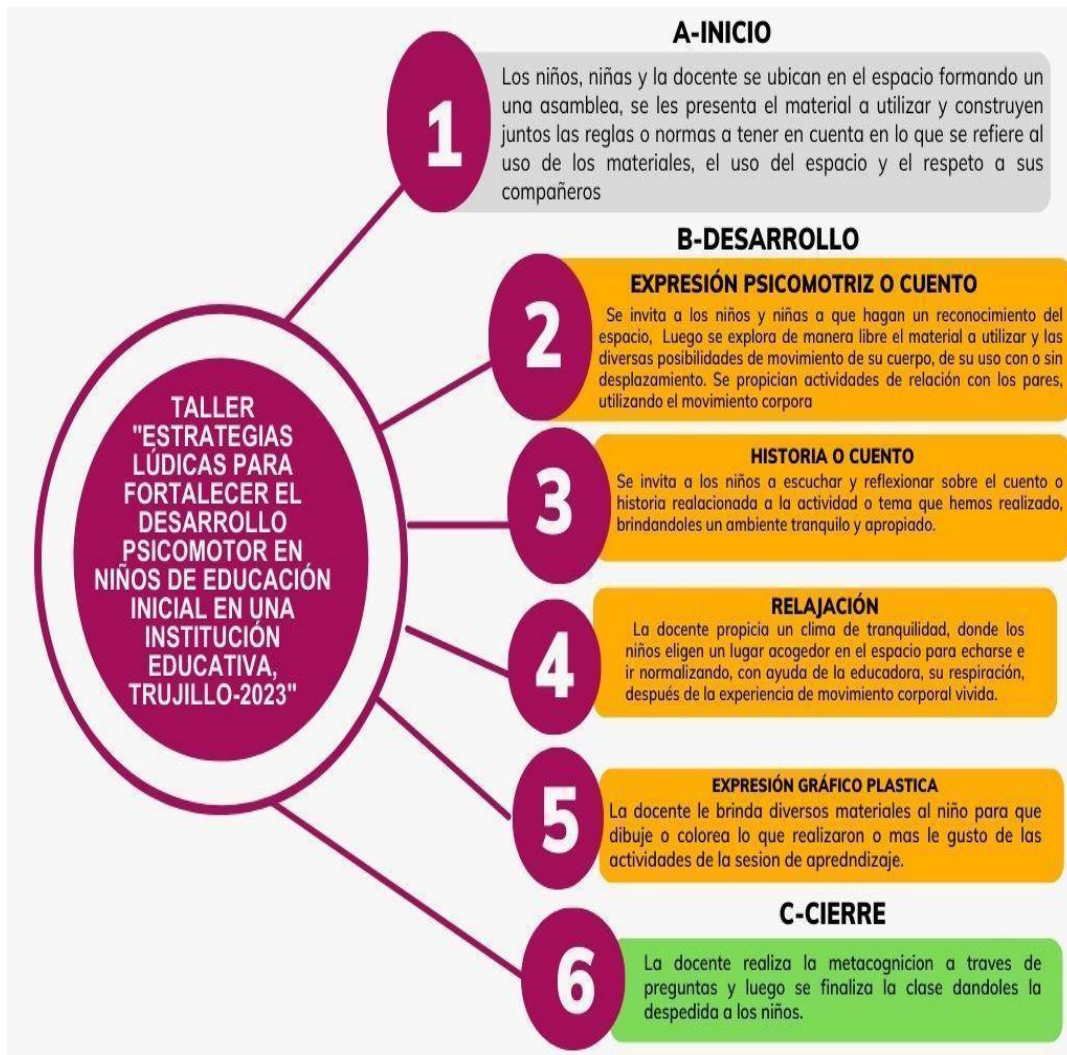 A-INICIO
1
Los niños, niñas y la docente se ubican en el espacio formando un
una asamblea, se les presenta el material a utilizar y construyen
juntos las reglas o normas a tener en cuenta en lo que se refiere al
uso de los materiales, el uso del espacio y el respeto a sus
compañeros
B-DESARROLLO
2
EXPRESIÓN PSICOMOTRIZ O CUENTO
Se invita a los niños y niñas a que hagan un reconocimiento del
espacio, Luego se explora de manera libre el material a utilizar y las
diversas posibilidades de movimiento de su cuerpo, de su uso con o sin
desplazamiento. Se propician actividades de relación con los pares,
utilizando el movimiento corpora
TALLER
"ESTRATEGIAS
LÚDICAS PARA
FORTALECER EL
DESARROLLO
PSICOMOTOR EN
NIÑOS DE EDUCACIÓN
INICIAL EN UNA
INSTITUCIÓN
EDUCATIVA,
TRUJILLO-2023"
3
HISTORIA O CUENTO
Se invita a los niños a escuchar y reflexionar sobre el cuento o
historia realacionada a la actividad o tema que hemos realizado,
brindandoles un ambiente tranquilo y apropiado.
4
RELAJACIÓN
La docente propicia un clima de tranquilidad, donde los
niños eligen un lugar acogedor en el espacio para echarse e
ir normalizando, con ayuda de la educadora, su respiración,
después de la experiencia de movimiento corporal vivida.
5
EXPRESIÓN GRÁFICO PLASTICA
La docente le brinda diversos materiales al niño para que
dibuje o colorea lo que realizaron o mas le gusto de las
actividades de la sesion de apredndizaje.
C-CIERRE
6
La docente realiza la metacognicion a traves de
preguntas y luego se finaliza la clase dandoles la
despedida a los niños.